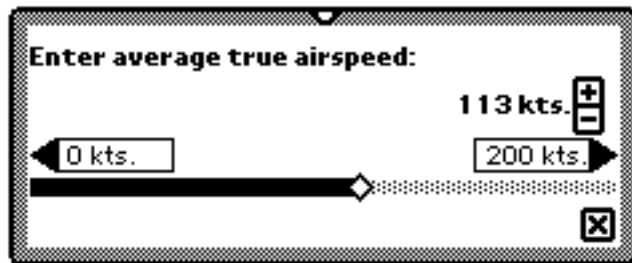 Enter average true airspeed:
113 kts.
0 kts. 200 kts.